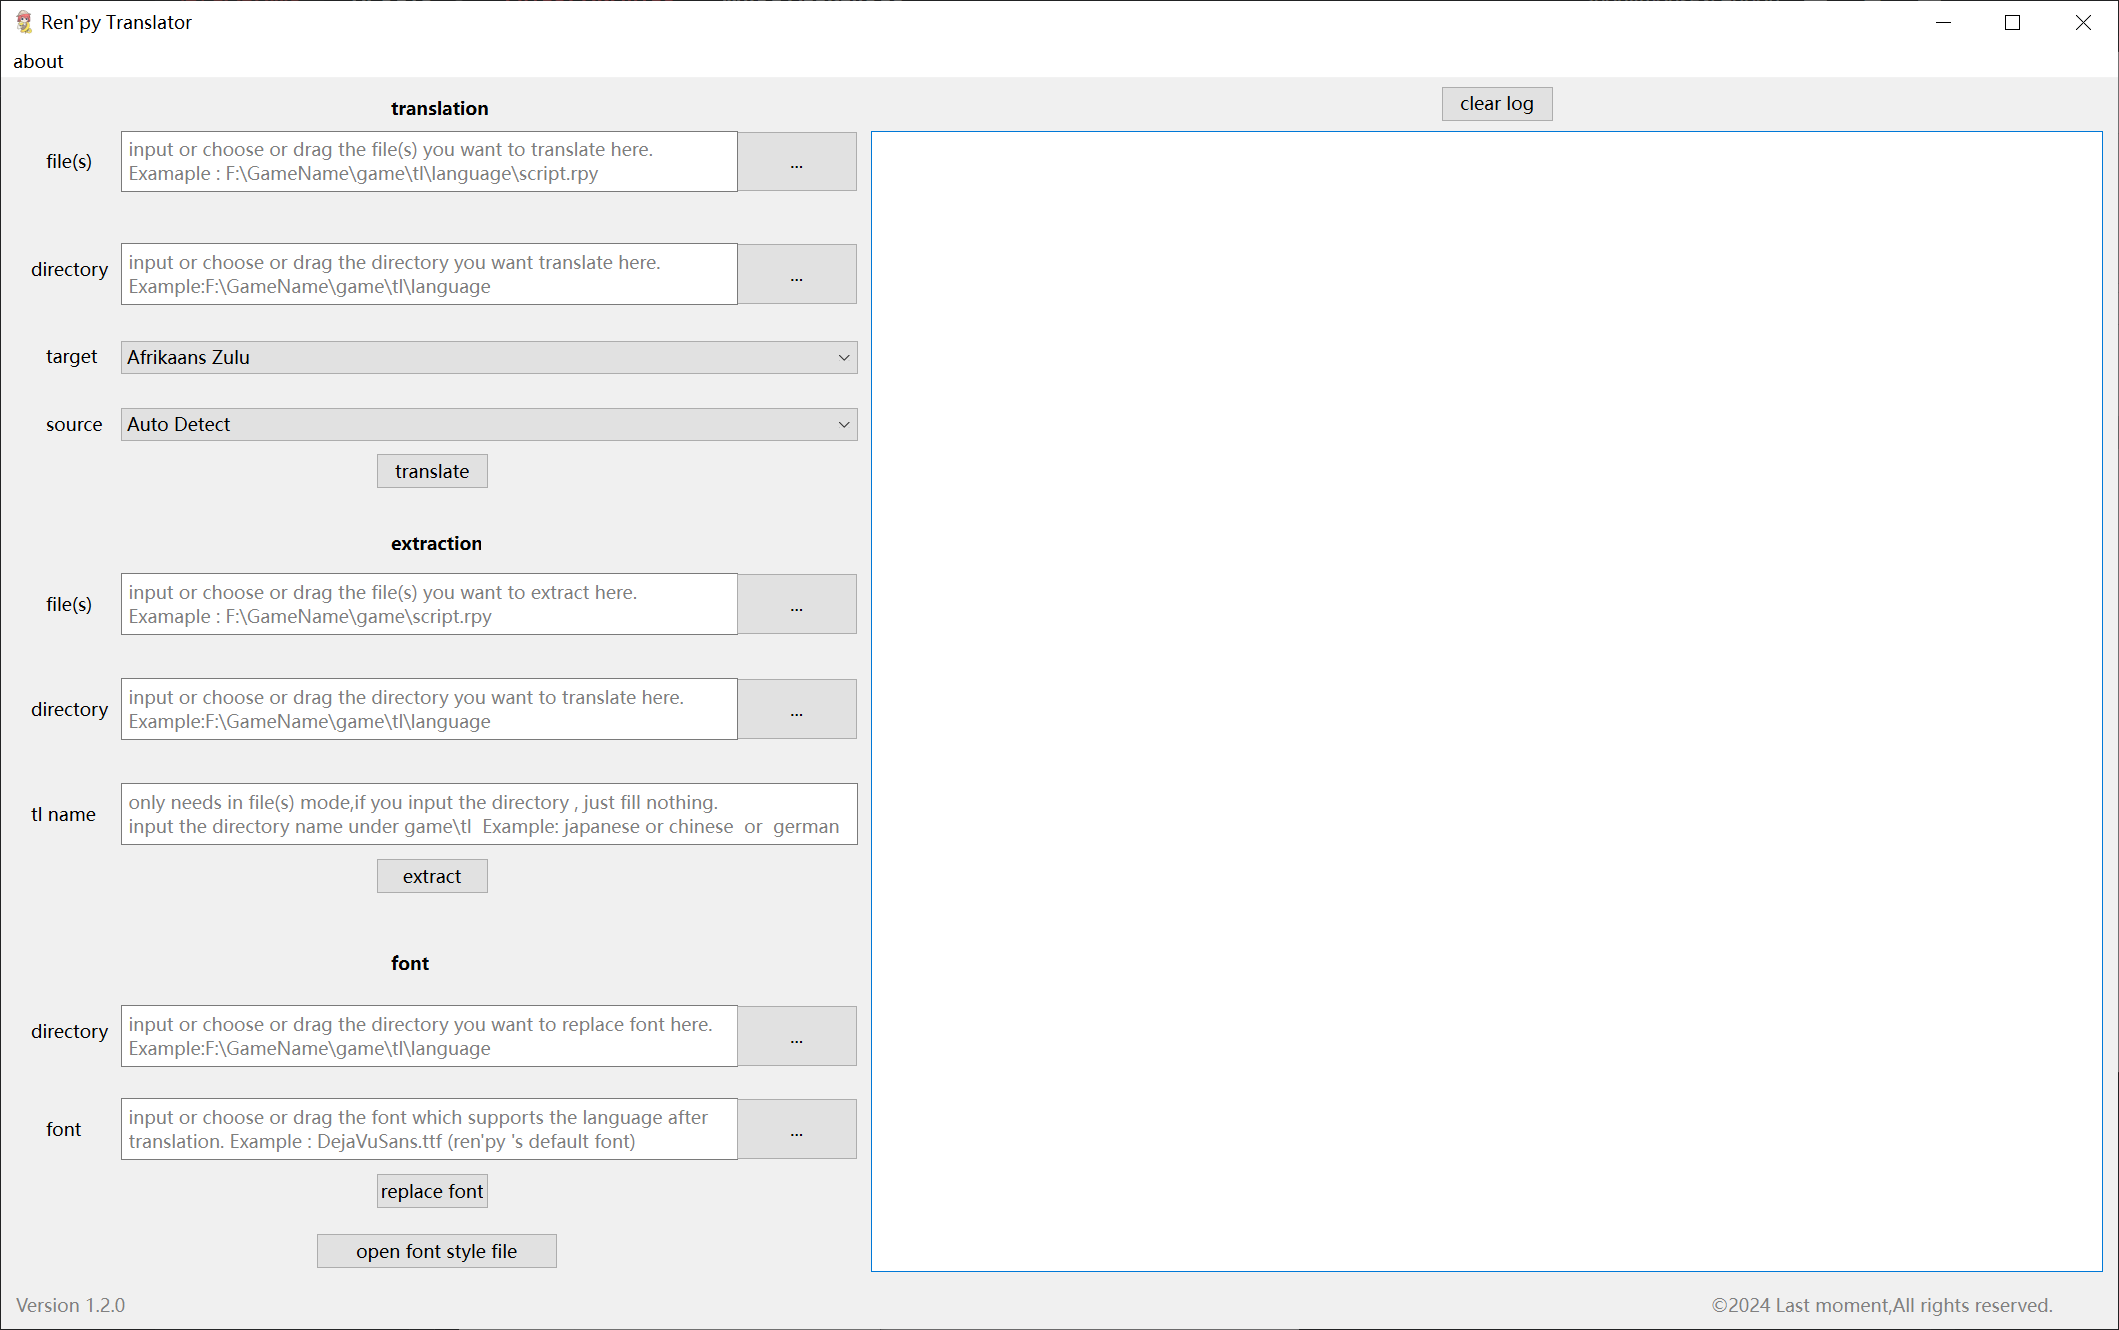 Ren'py Translator
about
translation
clear log
file(s)
input or choose or drag the file(s) you want to translate here.
Examaple : F:\GameName\game\tl\language\script.rpy
...
directory
input or choose or drag the directory you want translate here.
Example:F:\GameName\game\tl\language
...
target
Afrikaans Zulu
source
Auto Detect
translate
extraction
file(s)
input or choose or drag the file(s) you want to extract here.
Examaple : F:\GameName\game\script.rpy
...
directory
input or choose or drag the directory you want to translate here.
Example:F:\GameName\game\tl\language
...
tl name
only needs in file(s) mode,if you input the directory , just fill nothing.
input the directory name under game\tl  Example: japanese or chinese  or  german
extract
font
directory
input or choose or drag the directory you want to replace font here.
Example:F:\GameName\game\tl\language
...
font
input or choose or drag the font which supports the language after
translation. Example : DejaVuSans.ttf (ren'py 's default font)
...
replace font
open font style file
Version 1.2.0
©2024 Last moment,All rights reserved.